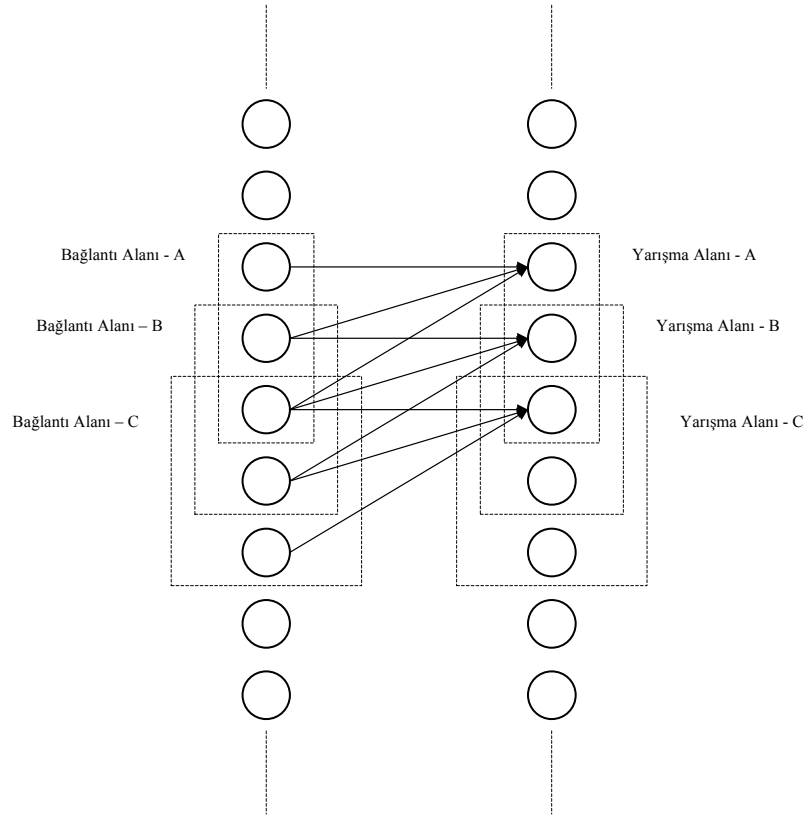 Bağlantı Alanı - A
Yarışma Alanı - A
Bağlantı Alanı – B
Yarışma Alanı - B
Bağlantı Alanı – C
Yarışma Alanı - C